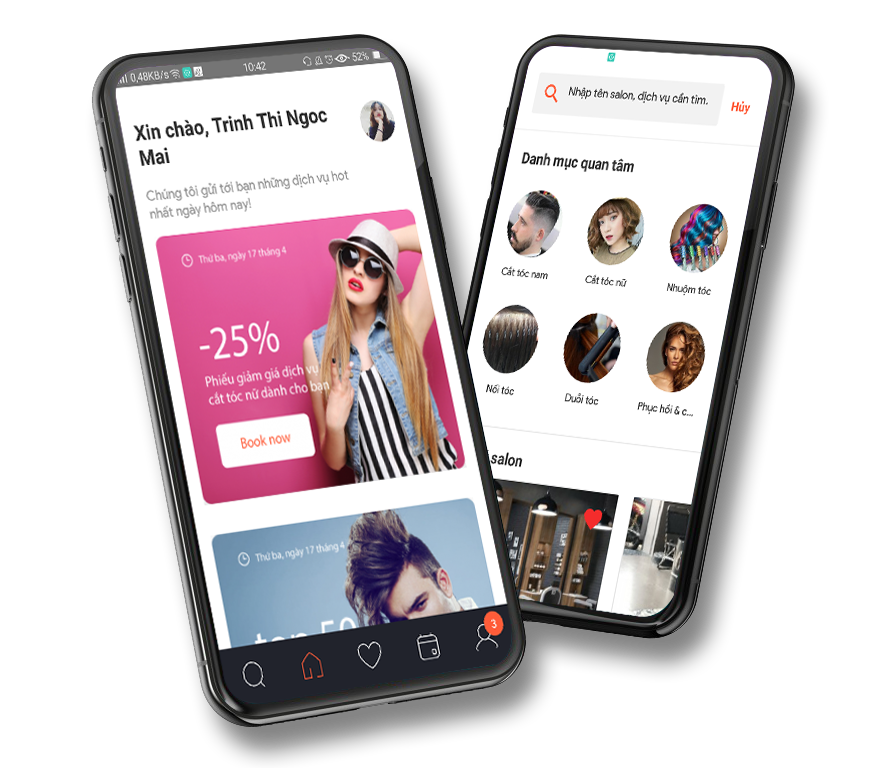 0,48KB/s
10:42
52%
Xin chào, Trinh Thi Ngoc
Mai
Chúng tôi gửi tới bạn những dịch vụ hot
nhất ngày hôm nay!
Thứ ba, ngày 17 tháng 4
-25%
Phiếu giảm giá dịch vụ
cắt tóc nữ dành cho bạn
Book now
Thứ ba, ngày 17 tháng 4
top 50
3
Nhập tên salon, dịch vụ cần tìm.
Hủy
Danh mục quan tâm
Cắt tóc nam
Cắt tóc nữ
Nhuộm tóc
Nối tóc
Duỗi tóc
Phục hồi & c...
salon